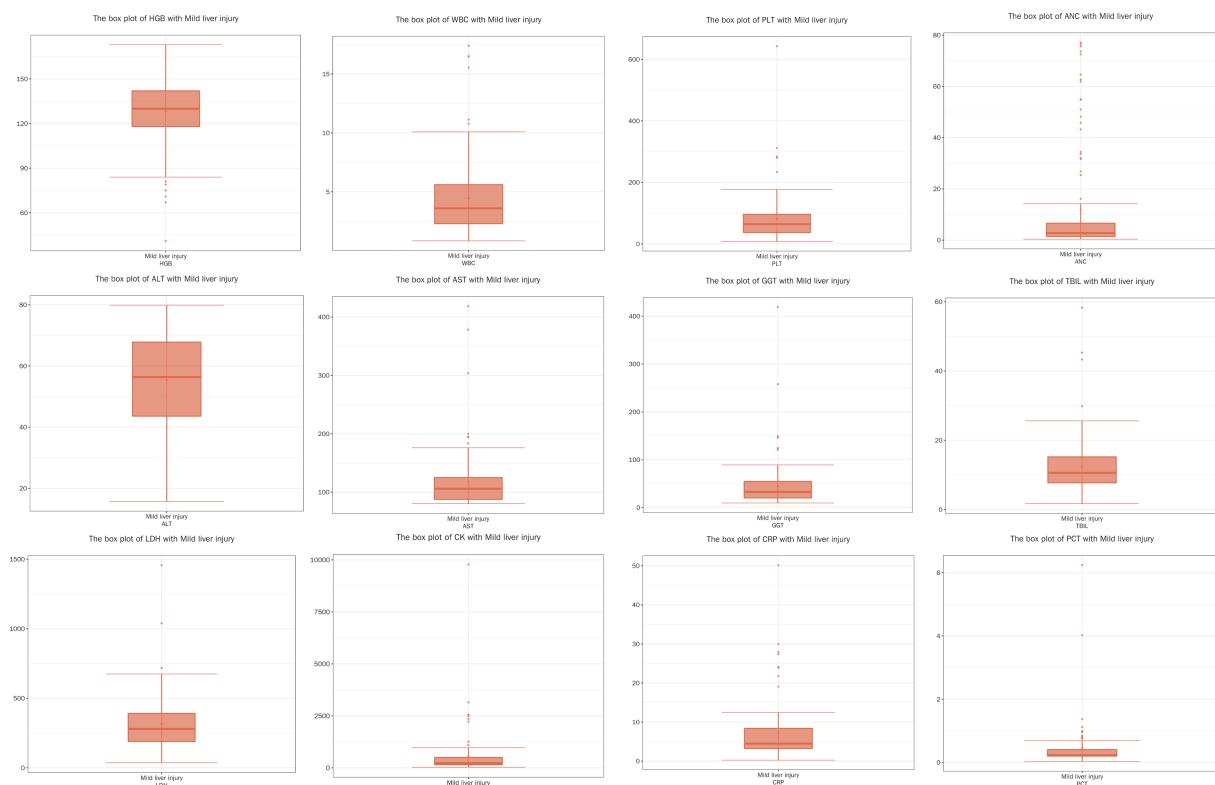 The box plot of HGB with Mild liver injury
150
120
90
60
Mild liver injury
HGB
The box plot of WBC with Mild liver injury
15
10
5
Mild liver injury
WBC
The box plot of PLT with Mild liver injury
600
400
200
0
Mild liver injury
PLT
The box plot of ANC with Mild liver injury
80
60
40
20
0
Mild liver injury
ANC
The box plot of ALT with Mild liver injury
80
60
40
20
Mild liver injury
ALT
The box plot of AST with Mild liver injury
400
300
200
100
Mild liver injury
AST
The box plot of GGT with Mild liver injury
400
300
200
100
0
Mild liver injury
GGT
The box plot of TBIL with Mild liver injury
60
40
20
0
Mild liver injury
TBIL
The box plot of LDH with Mild liver injury
1500
1000
500
0
Mild liver injury
LDH
The box plot of CK with Mild liver injury
10000
7500
5000
2500
0
Mild liver injury
The box plot of CRP with Mild liver injury
50
40
30
20
10
0
Mild liver injury
CRP
The box plot of PCT with Mild liver injury
6
4
2
0
Mild liver injury
PCT